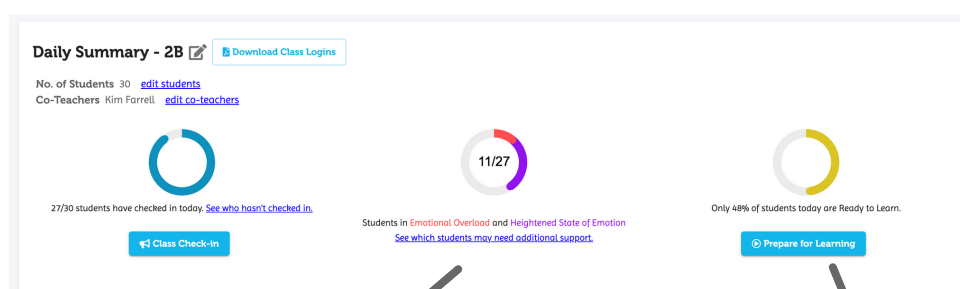 Daily Summary - 2B Download Class Logins
No. of Students 30 edit students
Co-Teachers Kim Farrell edit co-teachers
11/27
27/30 students have checked in today. See who hasn't checked in.
Class Check-in
Students in Emotional Overload and Heightened State of Emotion
See which students may need additional support.
Only 48% of students today are Ready to Learn.
Prepare for Learning